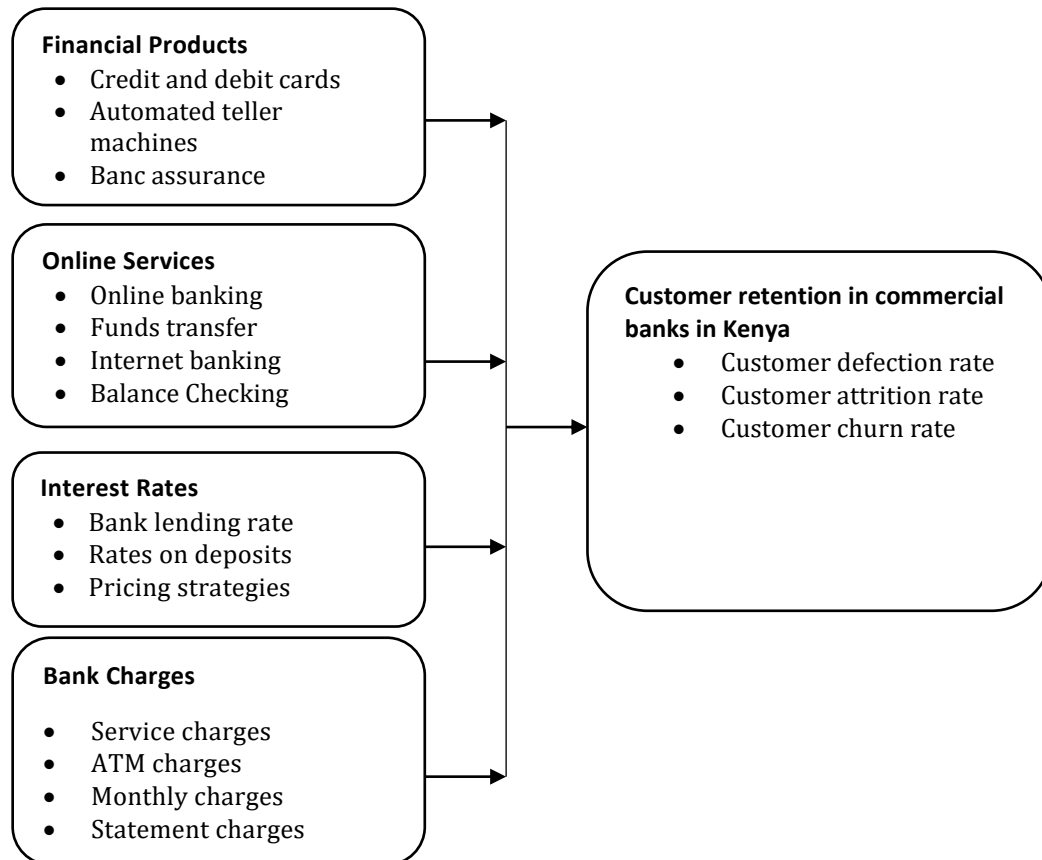 Financial Products
• Credit and debit cards
• Automated teller
machines
• Banc assurance
Online Services
• Online banking
• Funds transfer
• Internet banking
• Balance Checking
Interest Rates
• Bank lending rate
• Rates on deposits
• Pricing strategies
Bank Charges
• Service charges
• ATM charges
• Monthly charges
• Statement charges
Customer retention in commercial
banks in Kenya
• Customer defection rate
• Customer attrition rate
• Customer churn rate